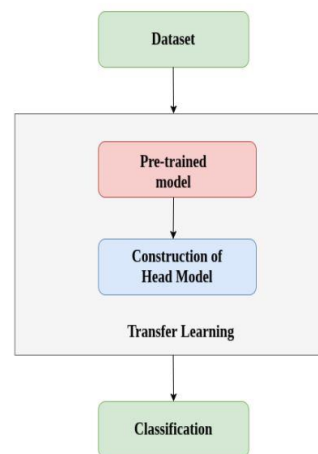 Dataset
Pre-trained
model
Construction of
Head Model
Transfer Learning
Classification